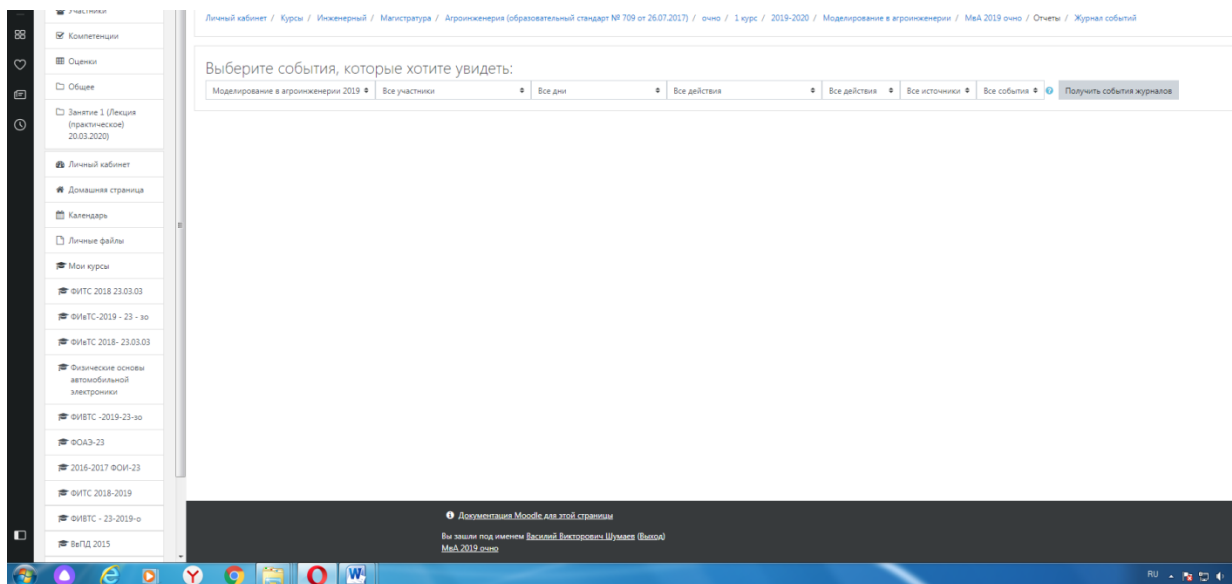 Участники
Личный кабинет / Курсы / Инженерный / Магистратура / Агроинженерия (образовательный стандарт № 709 от 26.07.2017) / очно / 1 курс / 2019-2020 / Моделирование в агроинженерии / МвА 2019 очно / Отчеты / Журнал событий
Компетенции
Оценки
Общее
Занятие 1 (Лекция
(практическое)
20.03.2020)
Личный кабинет
Домашняя страница
Календарь
Личные файлы
Мои курсы
ФИТС 2018 23.03.03
ФИвТС-2019 - 23 - зо
ФИвТС 2018- 23.03.03
Физические основы
автомобильной
электроники
ФИВТС -2019-23-зо
ФОАЭ-23
2016-2017 ФОИ-23
ФИТС 2018-2019
ФИВТС - 23-2019-о
ВвПД 2015
Выберите события, которые хотите увидеть:
Моделирование в агроинженерии 2019 Все участники Все дни Все действия Все действия Все источники Все события Получить события журналов
Документация Moodle для этой страницы
Вы зашли под именем Василий Викторович Шумаев (Выход)
МвА 2019 очно
RU